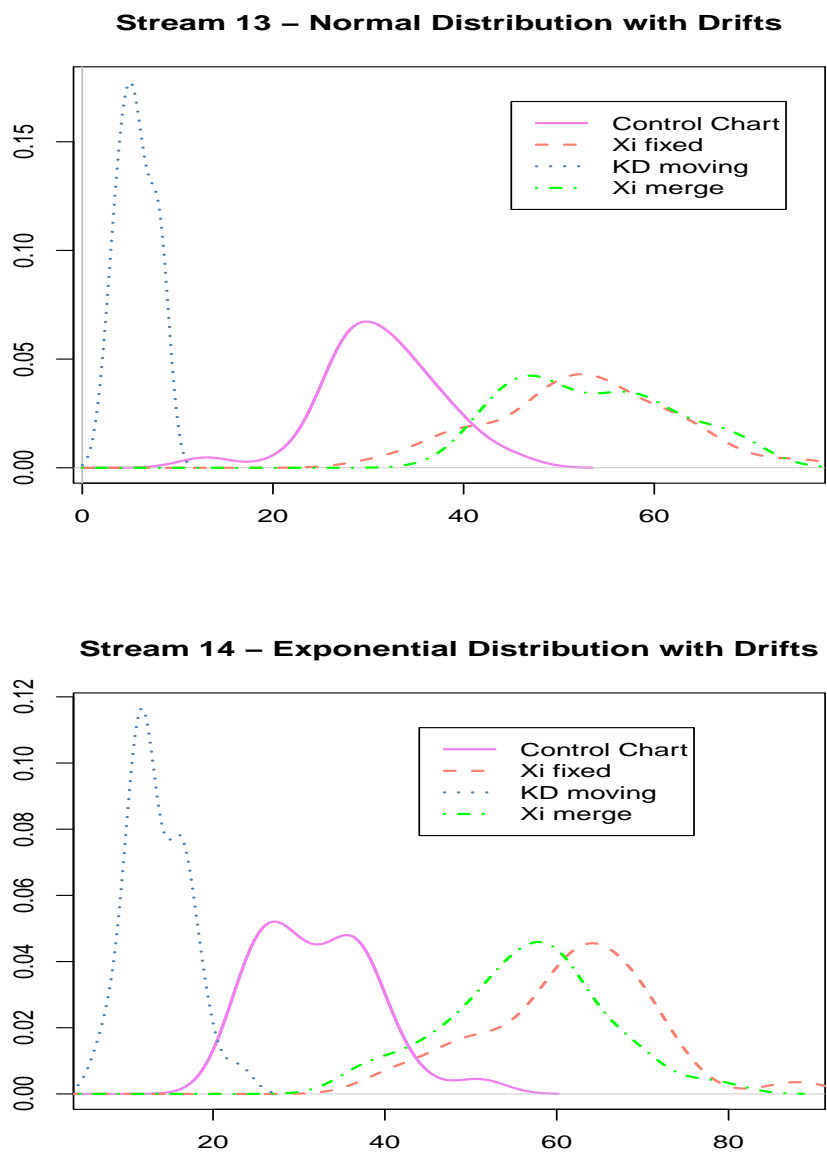 Stream 13 – Normal Distribution with Drifts
0.15
0.10
0.05
0.00
Control Chart
Xi fixed
KD moving
Xi merge
0 20 40 60
Stream 14 – Exponential Distribution with Drifts
0.12
0.10
0.08
0.06
0.04
0.02
0.00
Control Chart
Xi fixed
KD moving
Xi merge
20 40 60 80